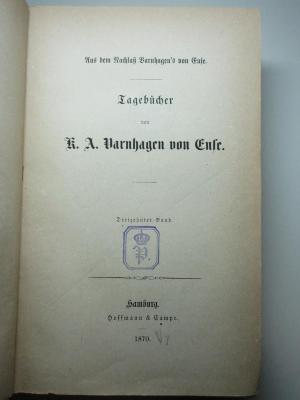 Aus dem Nachlaß Varnhagen's von Ense.
Tagebücher
von
K. A. Varnhagen von Ense.
Dreizehnter Band.
P.
Hamburg.
Hoffmann & Campe.
1870.